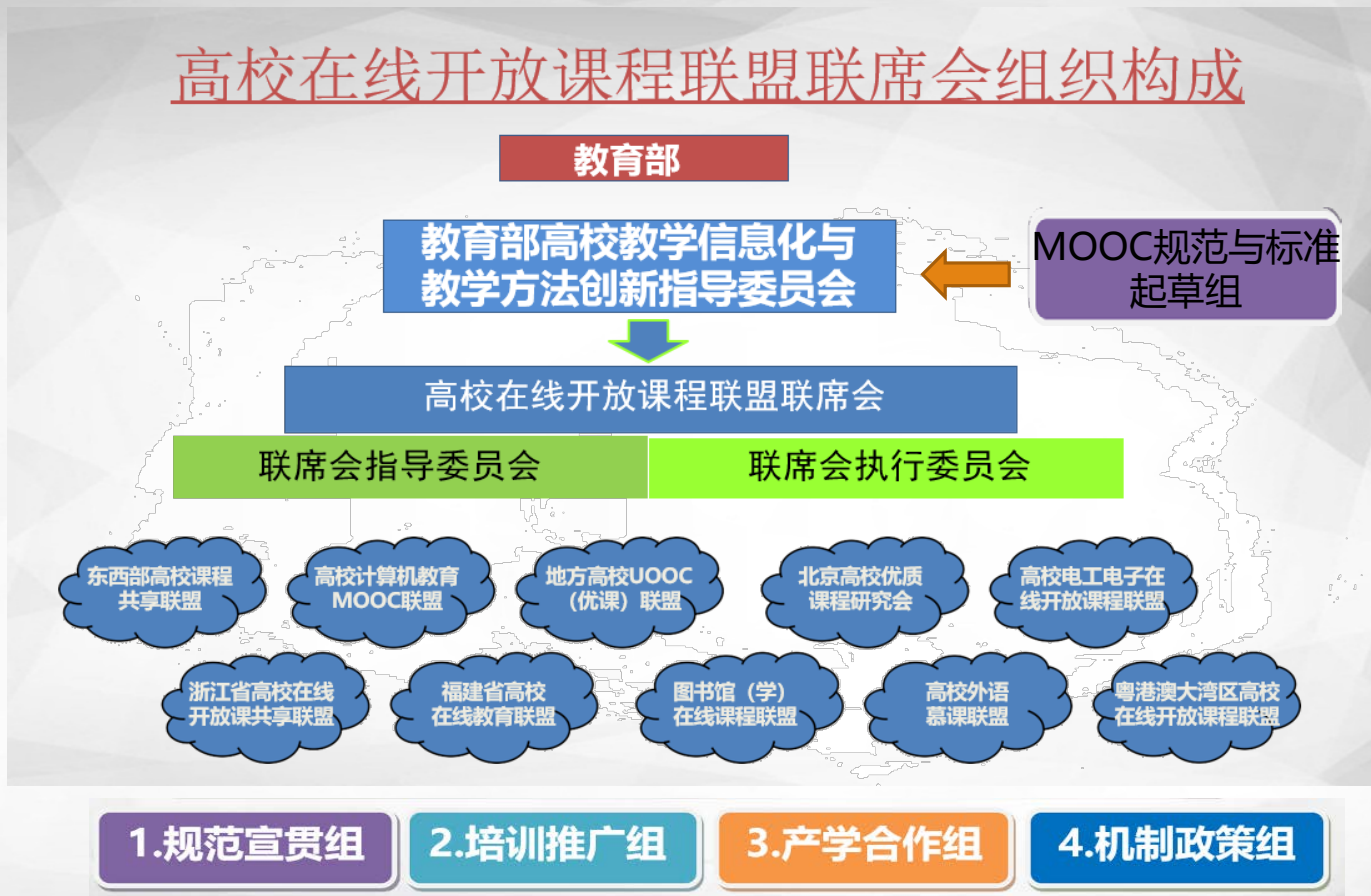 高校在线开放课程联盟联席会组织构成
教育部
教育部高校教学信息化与
教学方法创新指导委员会
MOOC规范与标准
起草组
高校在线开放课程联盟联席会
联席会指导委员会
联席会执行委员会
东西部高校课程
共享联盟
高校计算机教育
MOOC联盟
地方高校UOOC
（优课）联盟
北京高校优质
课程研究会
高校电工电子在
线开放课程联盟
浙江省高校在线
开放课共享联盟
福建省高校
在线教育联盟
图书馆（学）
在线课程联盟
高校外语
慕课联盟
粤港澳大湾区高校
在线开放课程联盟
1.规范宣贯组
2.培训推广组
3.产学合作组
4.机制政策组